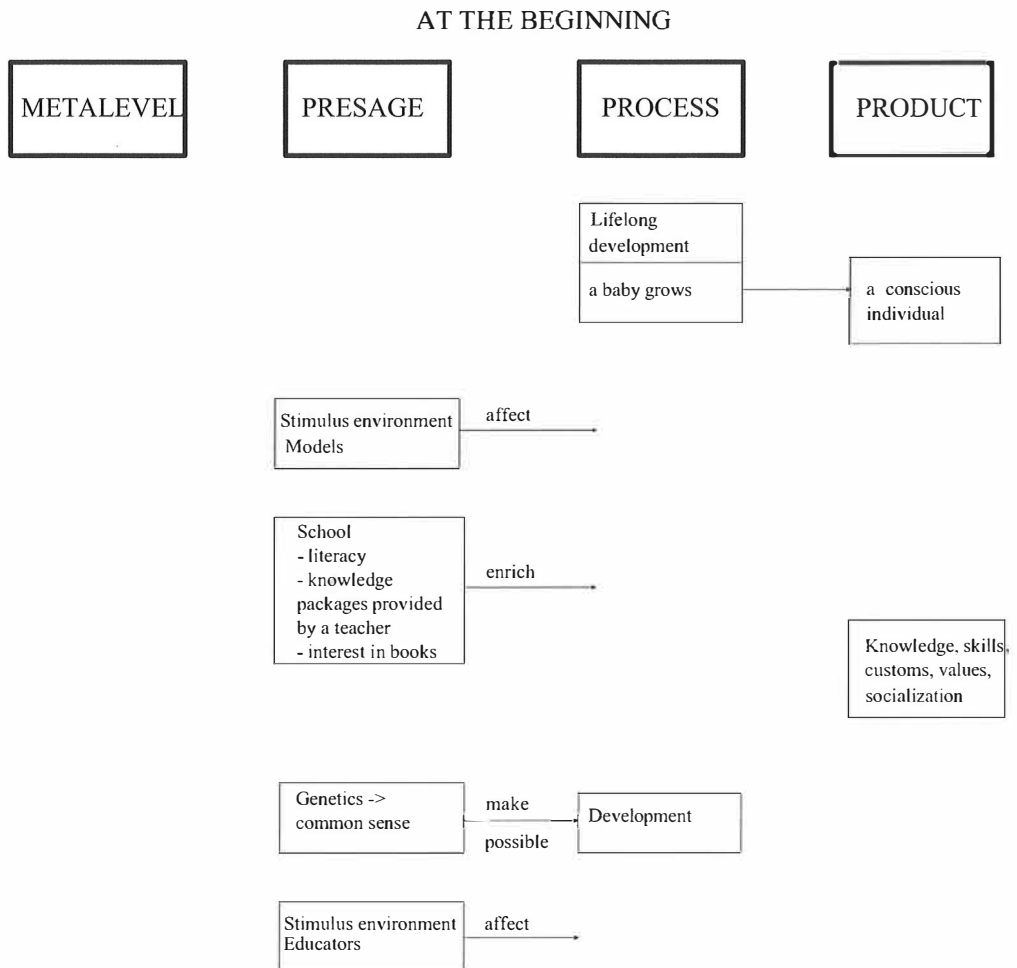 AT THE BEGINNING
METALEVEL
PRESAGE
PROCESS
PRODUCT
Lifelong
development
a baby grows
a conscious
individual
Stimulus environment
Models
affect
School
- literacy
- knowledge
packages provided
by a teacher
- interest in books
enrich
Knowledge, skills,
customs, values,
socialization
Genetics ->
common sense
make
possible
Development
Stimulus environment
Educators
affect